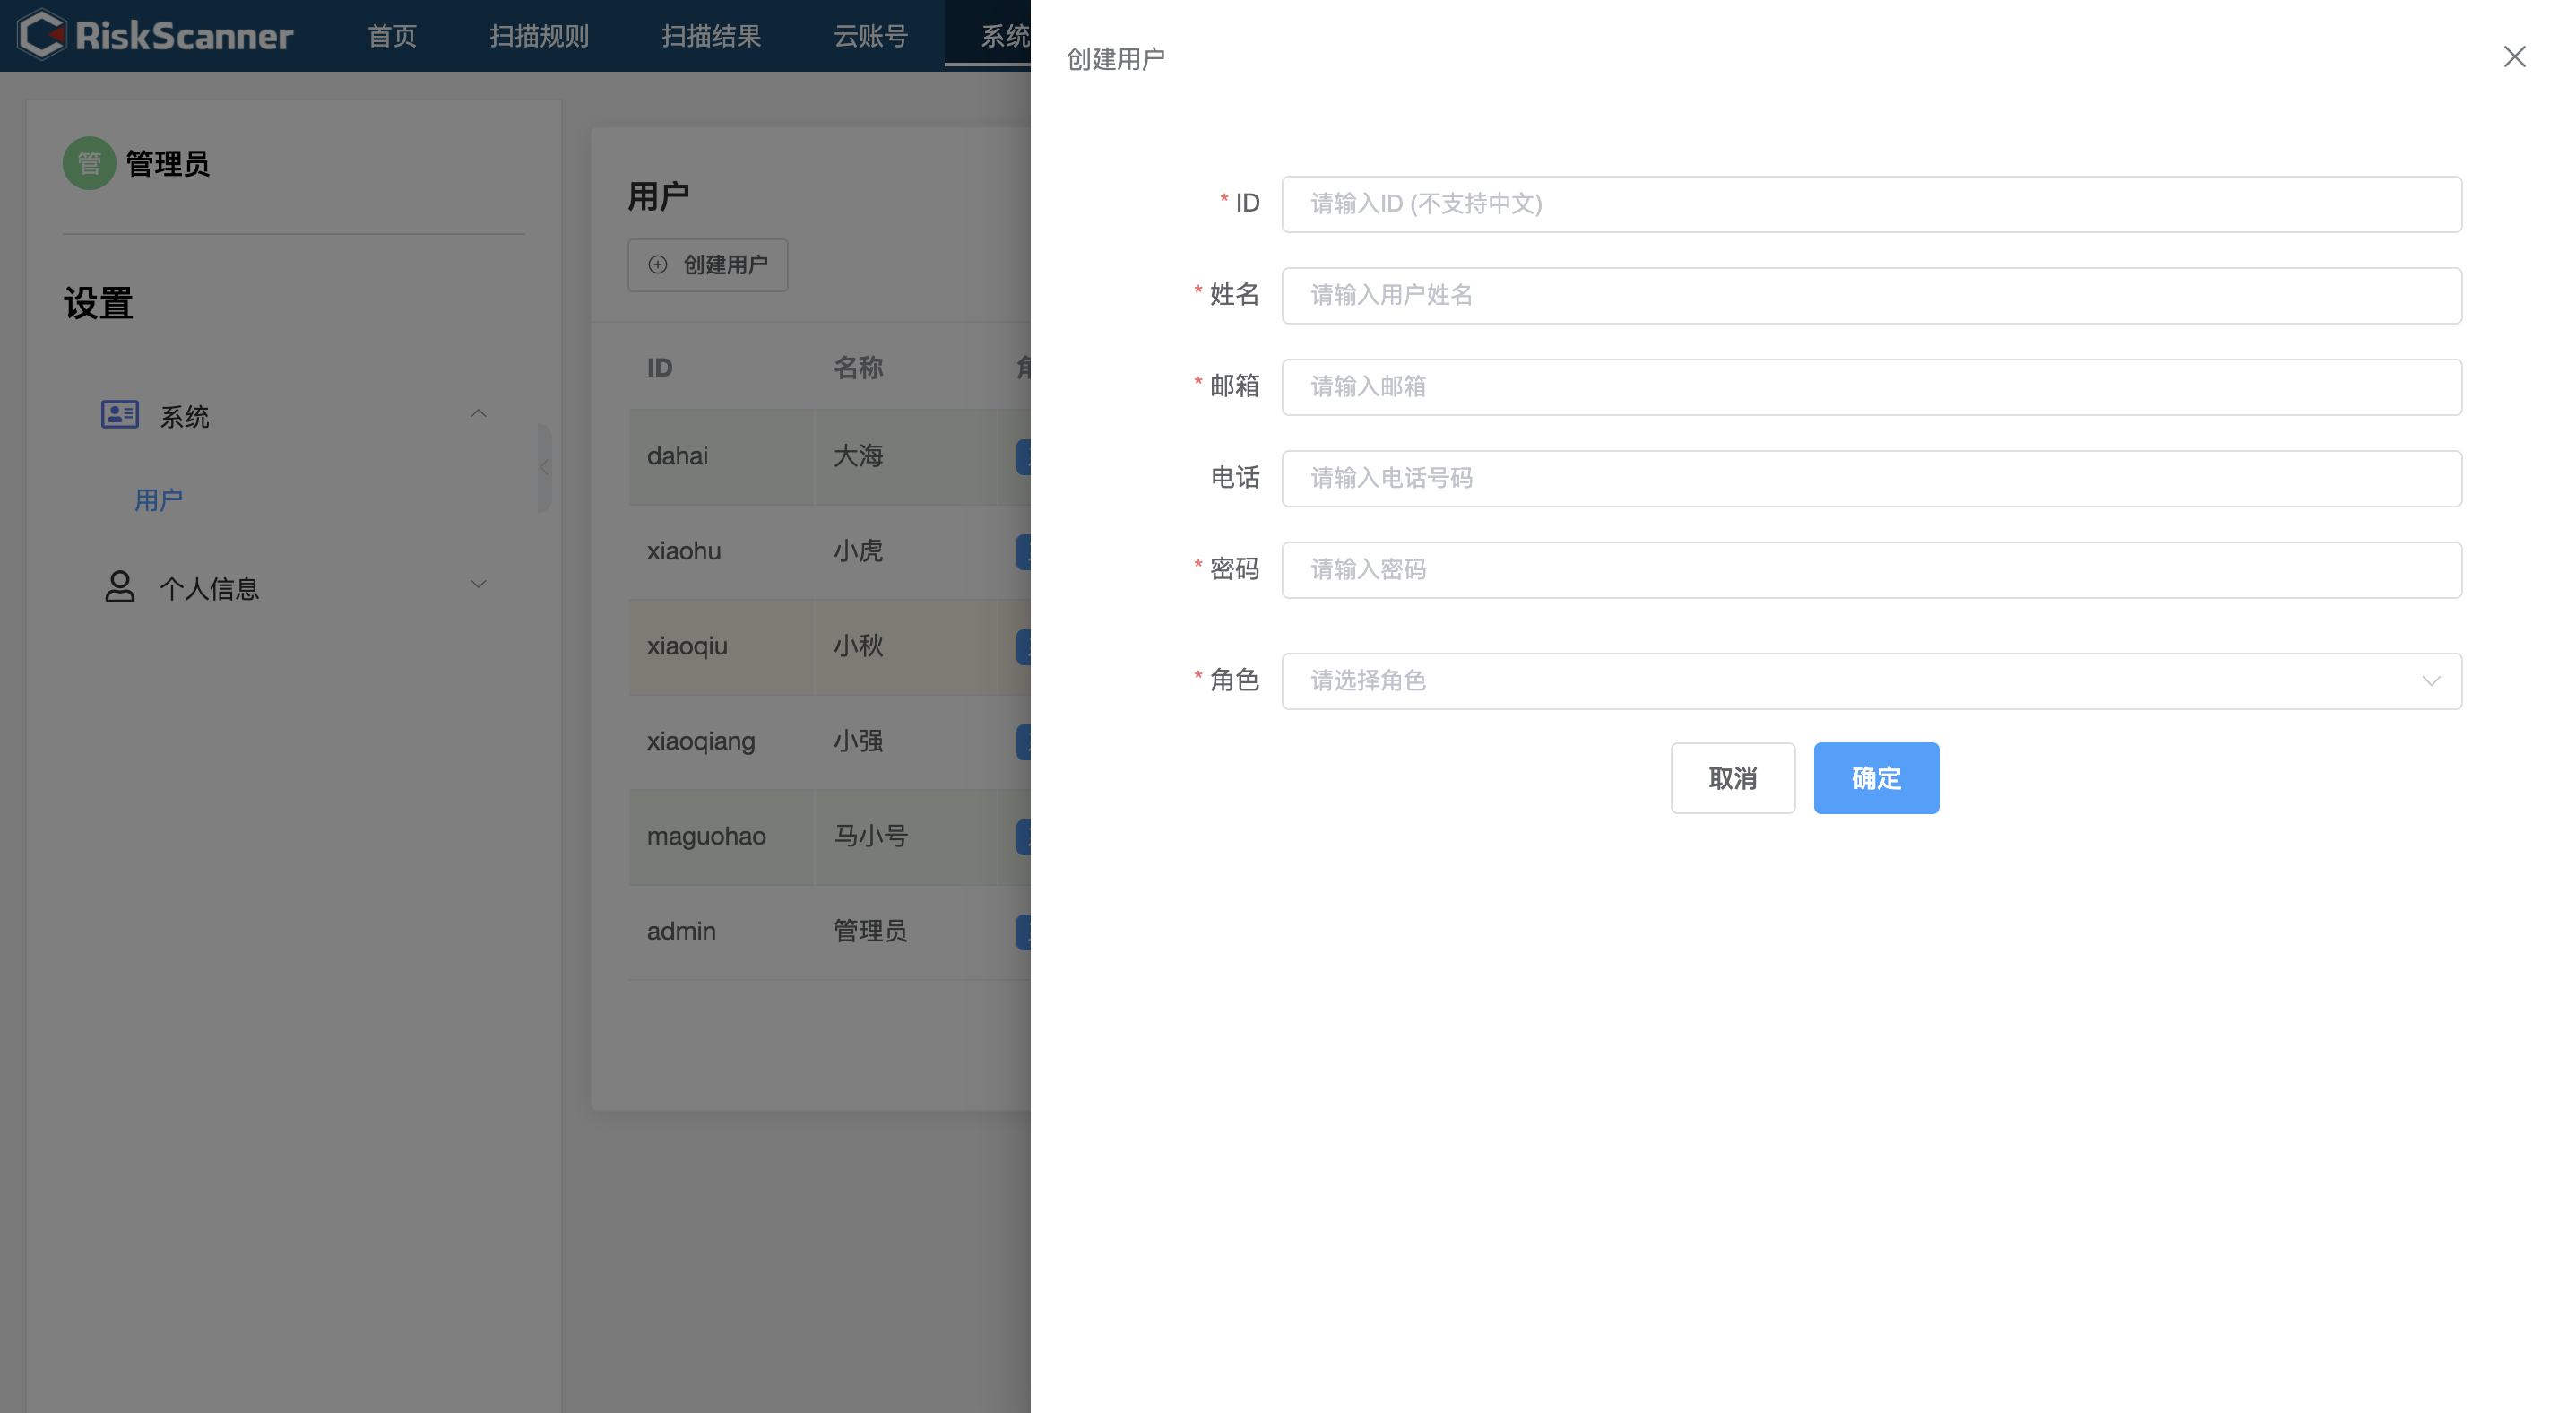 RiskScanner 首页 扫描规则 扫描结果 云账号 系统
管 管理员
设置
系统
用户
个人信息
用户
创建用户
ID 名称
dahai 大海
xiaohu 小虎
xiaoqiu 小秋
xiaoqiang 小强
maguohao 马小号
admin 管理员
创建用户
* ID 请输入ID (不支持中文)
* 姓名 请输入用户姓名
* 邮箱 请输入邮箱
电话 请输入电话号码
* 密码 请输入密码
* 角色 请选择角色
取消 确定